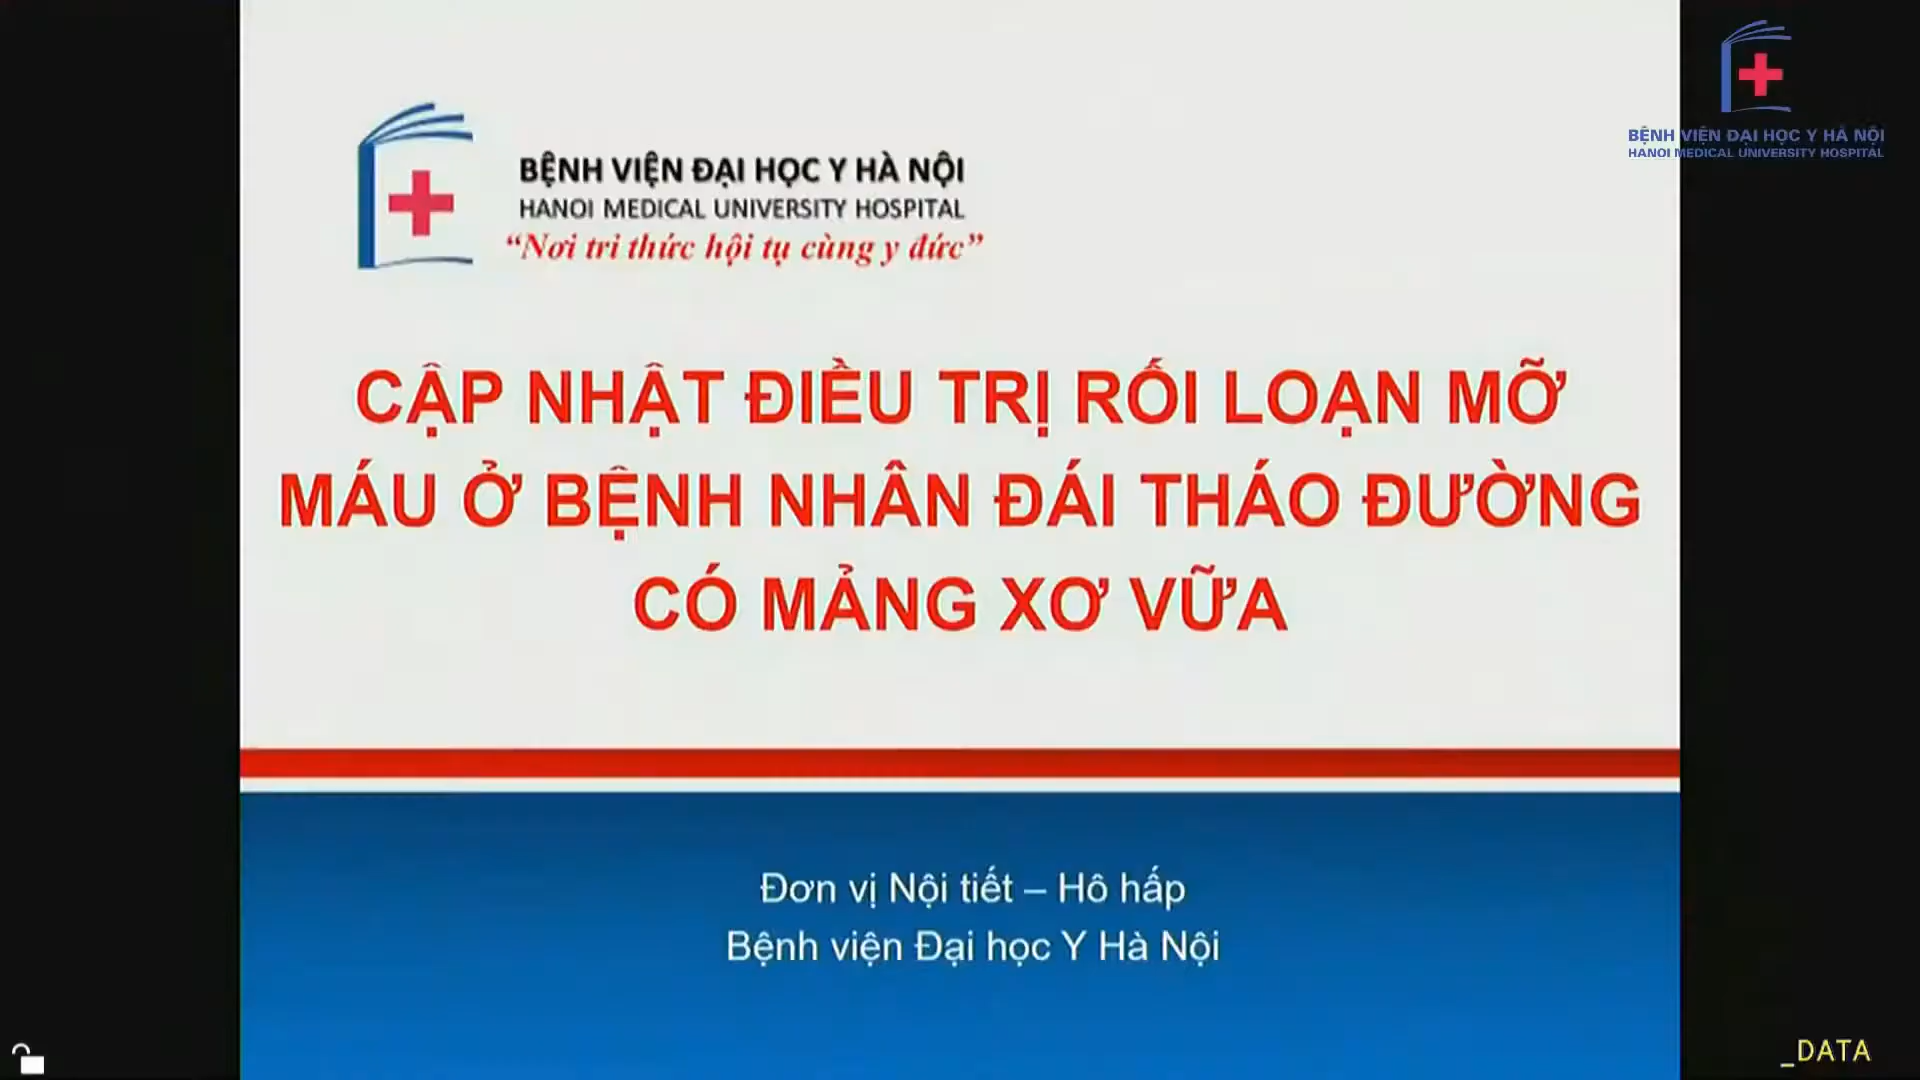 BỆNH VIỆN ĐẠI HỌC Y HÀ NỘI
HANOI MEDICAL UNIVERSITY HOSPITAL
BỆNH VIỆN ĐẠI HỌC Y HÀ NỘI
HANOI MEDICAL UNIVERSITY HOSPITAL
“Nơi tri thức hội tụ cùng y đức”
CẬP NHẬT ĐIỀU TRỊ RỐI LOẠN MỠ
MÁU Ở BỆNH NHÂN ĐÁI THÁO ĐƯỜNG
CÓ MẢNG XƠ VỮA
Đơn vị Nội tiết – Hô hấp
Bệnh viện Đại học Y Hà Nội
_DATA